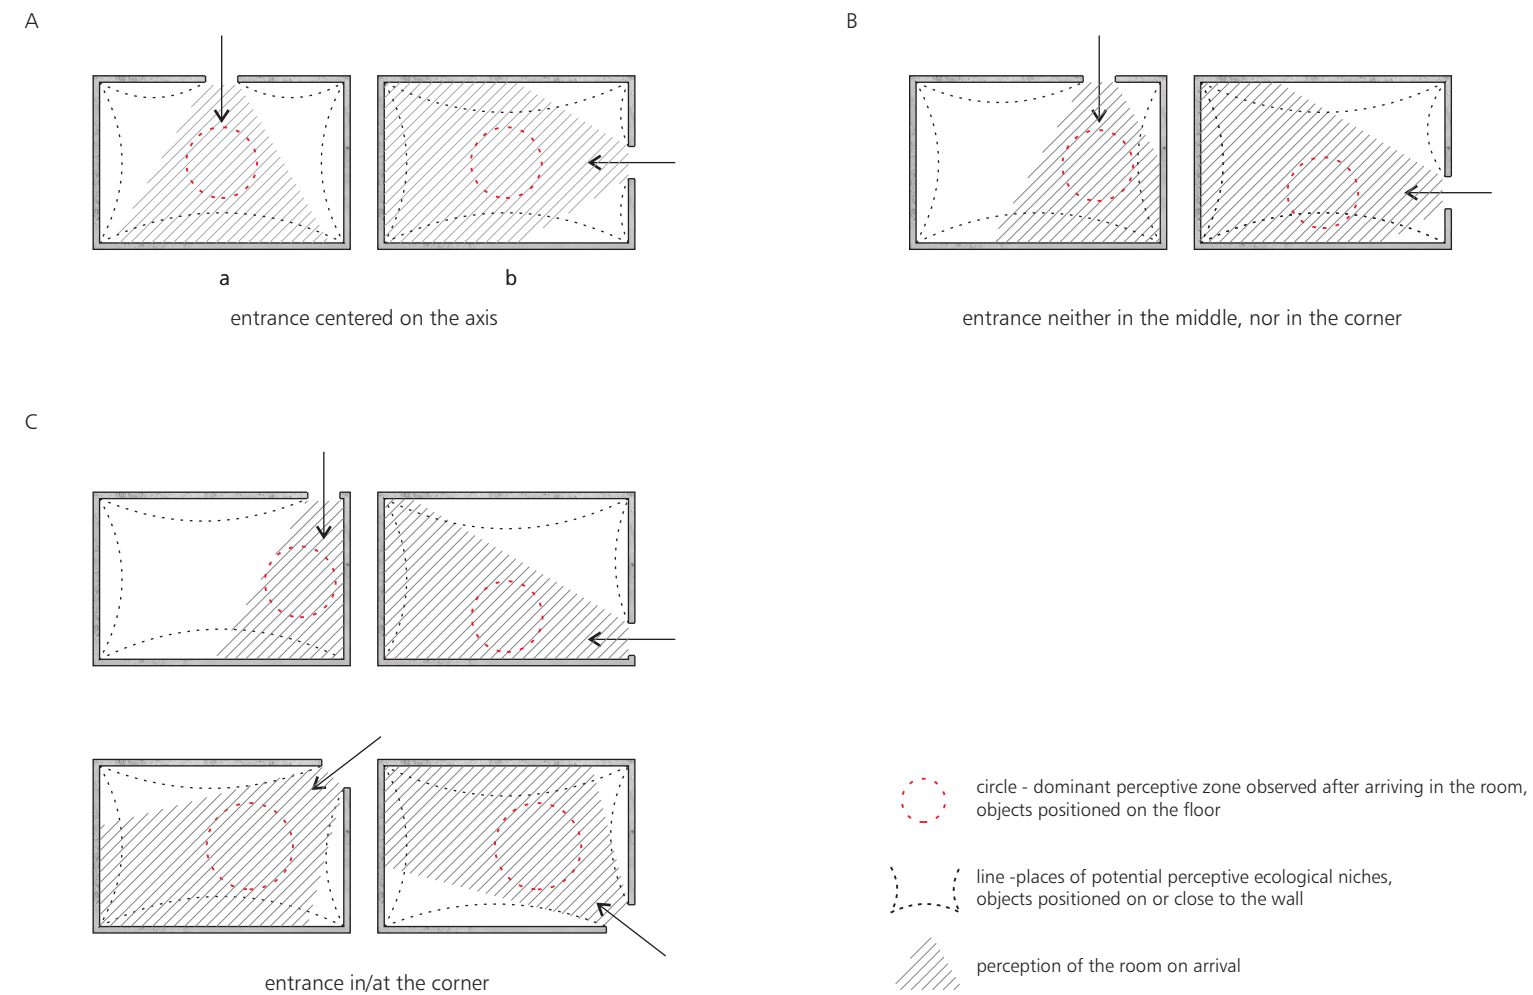 A
B
a
b
entrance centered on the axis
entrance neither in the middle, nor in the corner
C
circle - dominant perceptive zone observed after arriving in the room,
objects positioned on the floor
line -places of potential perceptive ecological niches,
objects positioned on or close to the wall
perception of the room on arrival
entrance in/at the corner